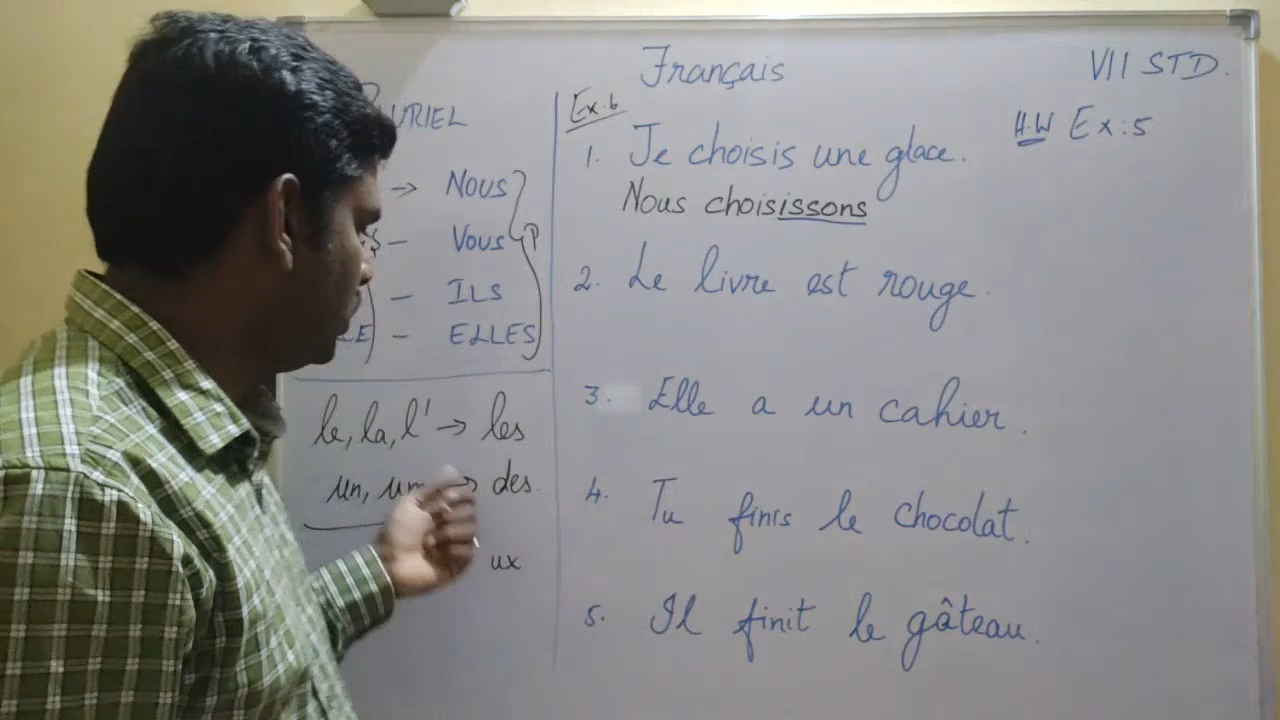 Français
VII STD.
→ Nous
– Vous
– ILS
– ELLES
le, la, l' → les
un, → des.
ux
Ex.6
1. Je choisis une glace.
Nous choisissons
2. Le livre est rouge.
3. Elle a un cahier.
4. Tu finis le chocolat.
5. Il finit le gâteau.
H.W Ex:5